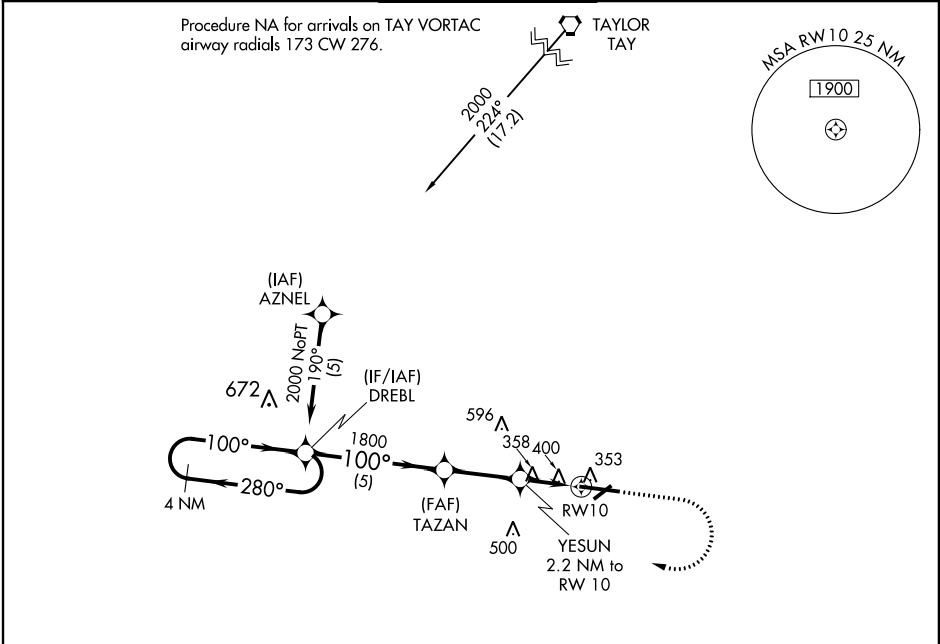 Procedure NA for arrivals on TAY VORTAC
airway radials 173 CW 276.
TAYLOR
TAY
MSA RW10 25 NM
1900
2000
224°
(17.2)
(IAF)
AZNEL
2000 NoPT
190°
(5)
(IF/IAF)
DREBL
672
100°
280°
4 NM
1800
100°
(5)
(FAF)
TAZAN
596
358
400
353
RW10
500
YESUN
2.2 NM to
RW 10